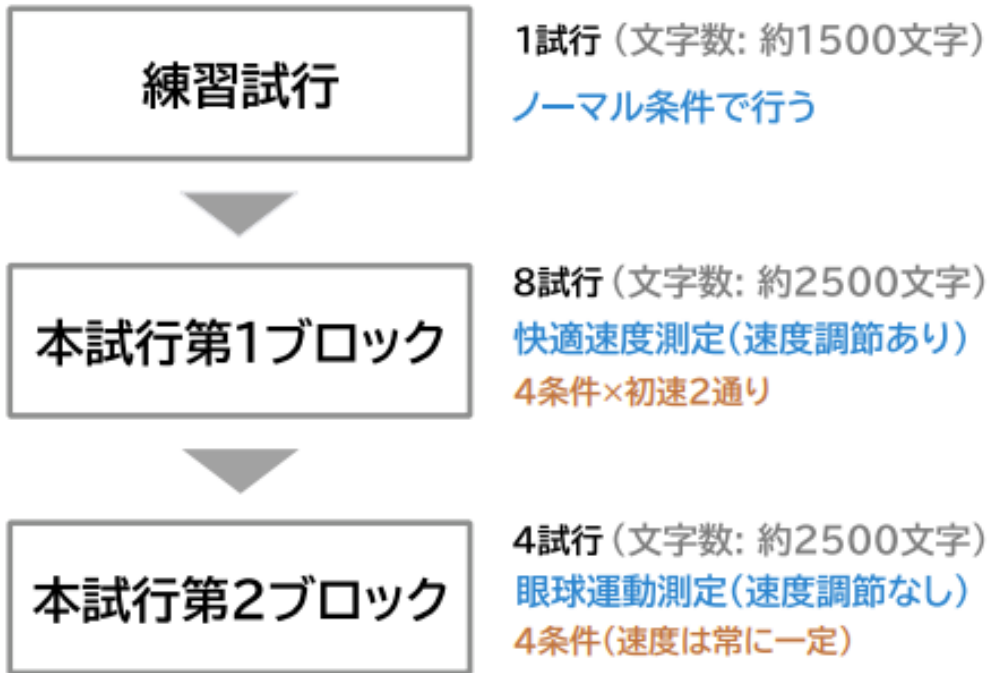 練習試行
1試行（文字数: 約1500文字）
ノーマル条件で行う
本試行第1ブロック
8試行（文字数: 約2500文字）
快適速度測定（速度調節あり）
4条件×初速2通り
本試行第2ブロック
4試行（文字数: 約2500文字）
眼球運動測定（速度調節なし）
4条件（速度は常に一定）